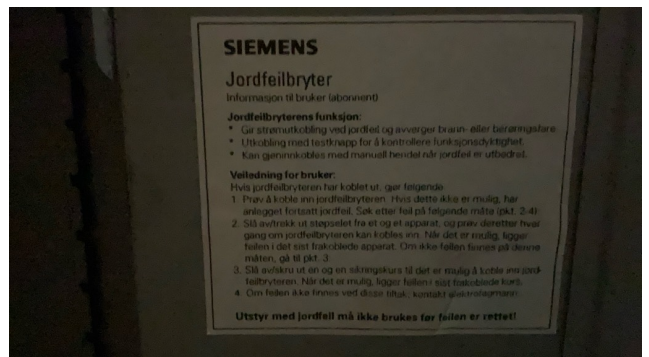 SIEMENS
Jordfeilbryter
Informasjon til bruker (abonnent)
Jordfeilbryterens funksjon:
* Gir strømutkobling ved jordfeil og avverger brann- eller berøringsfare.
* Utkobling med testknapp for å kontrollere funksjonsdyktighet.
* Kan gjeninnkobles med manuell hendel når jordfeil er utbedret.
Veiledning for bruker:
Hvis jordfeilbryteren har koblet ut, gjør følgende:
1. Prøv å koble inn jordfeilbryteren. Hvis dette ikke er mulig, har
anlegget fortsatt jordfeil. Søk etter feil på følgende måte (pkt. 2-4):
2. Slå av/trekk ut støpselet fra et og et apparat, og prøv deretter hver
gang om jordfeilbryteren kan kobles inn. Når det er mulig, ligger
feilen i det sist frakoblede apparat. Om ikke feilen finnes på denne
måten, gå til pkt. 3.
3. Slå av/skru ut en og en sikringskurs til det er mulig å koble inn jord-
feilbryteren. Når det er mulig, ligger feilen i sist frakoblede kurs.
4. Om feilen ikke finnes ved disse tiltak, kontakt elektrofagmann.
Utstyr med jordfeil må ikke brukes før feilen er rettet!